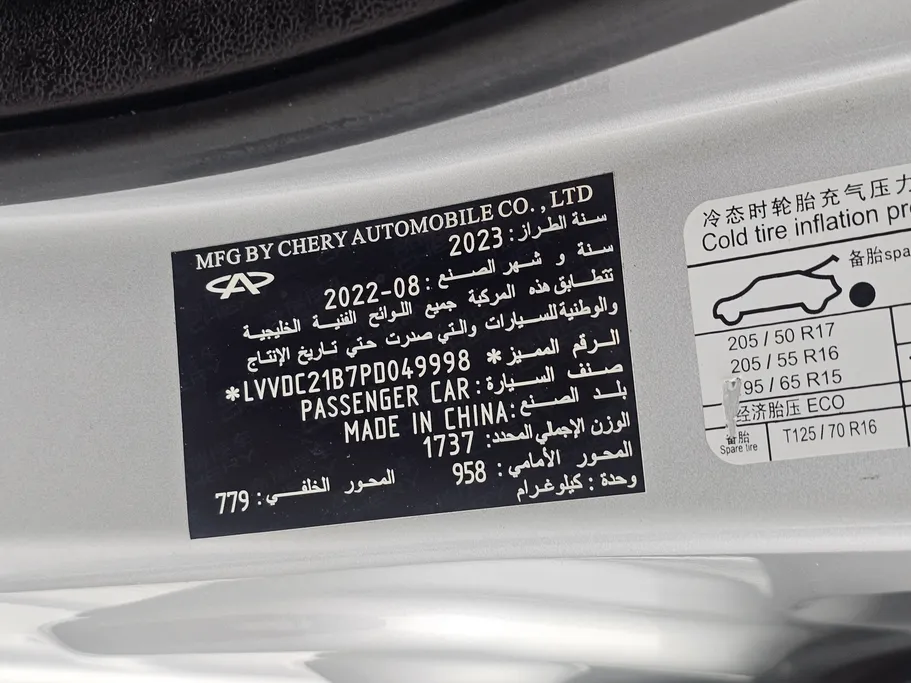 MFG BY CHERY AUTOMOBILE CO. , LTD
سنة الطراز: 2023
سنة و شهر الصنع : 2022-08
تتطابق هذه المركبة جميع اللوائح الفنية الخليجية
والوطنية للسيارات والتي صدرت حتي تاريخ الإنتاج
الرقم المميز: *LVVDC21B7PD049998*
صنف السيارة: PASSENGER CAR
بلد الصنع: MADE IN CHINA
الوزن الإجمالي المحدد: 1737
المحور الأمامي: 958 المحور الخلفي: 779
وحدة : كيلوغرام
冷态时轮胎充气压力
Cold tire inflation
备胎
205 / 50 R17
205 / 55 R16
95 / 65 R15
经济胎压 ECO
备胎
Spare tire
T125 / 70 R16